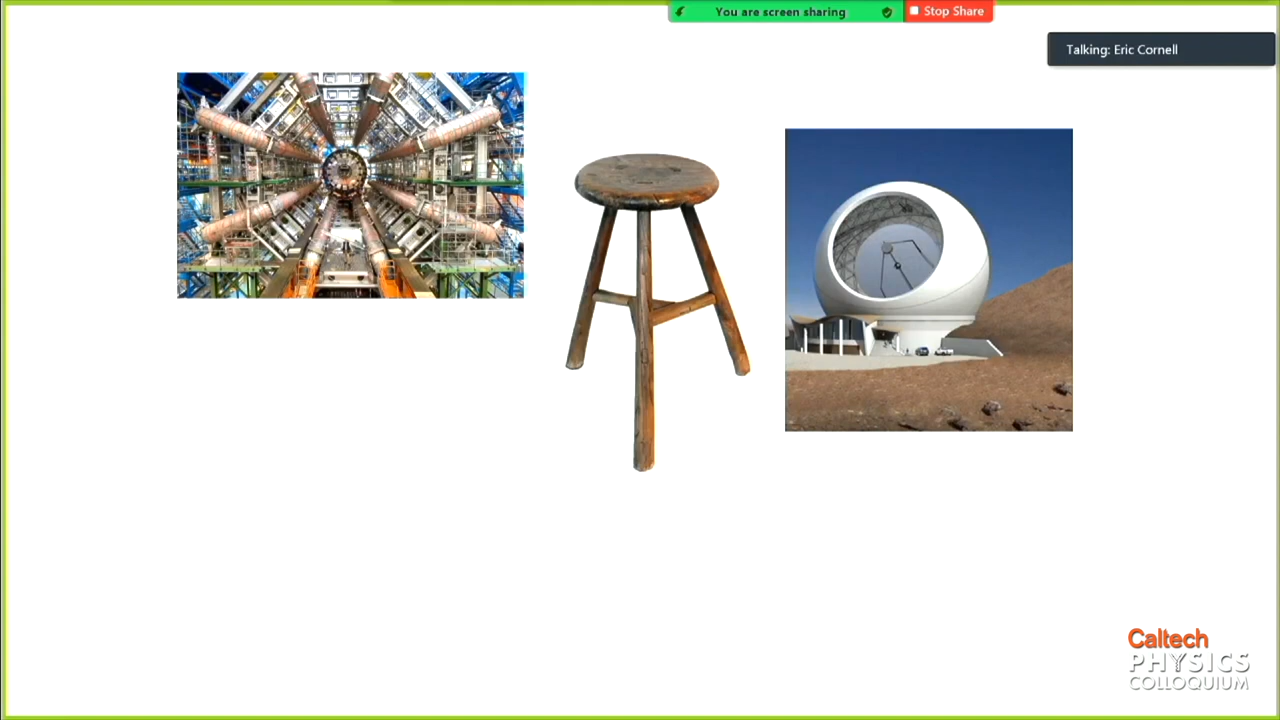 You are screen sharing
Stop Share
Talking: Eric Cornell
Caltech
PHYSICS
COLLOQUIUM